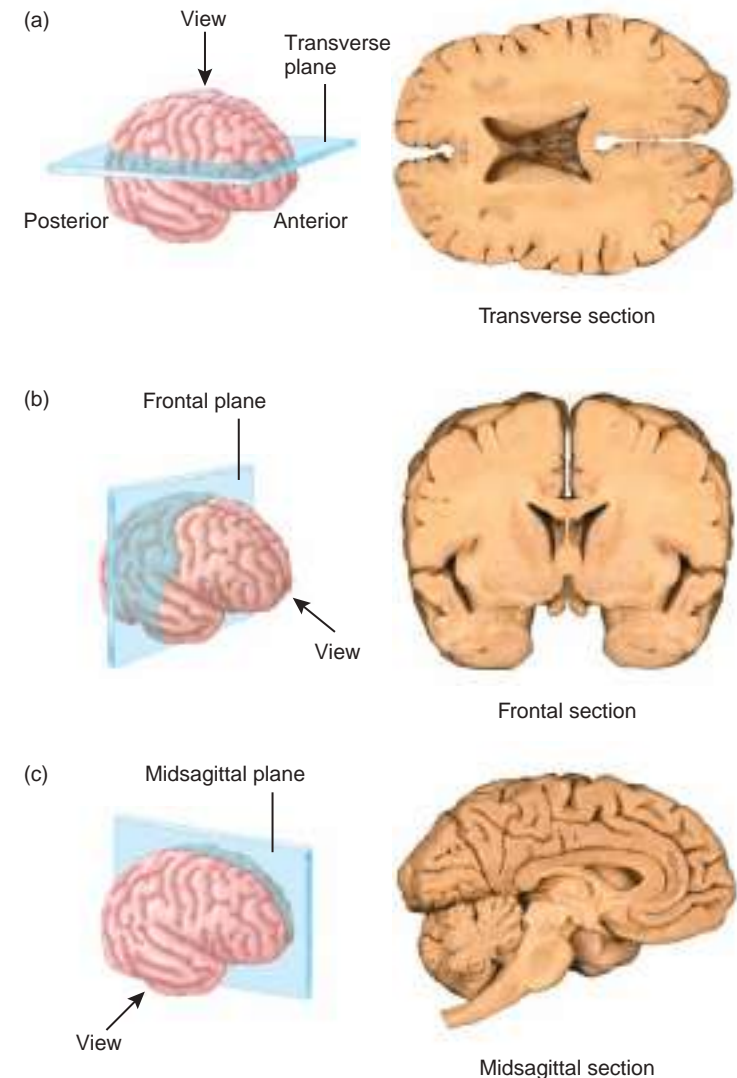 (a)
View
Transverse
plane
Posterior
Anterior
Transverse section
(b)
Frontal plane
View
Frontal section
(c)
Midsagittal plane
View
Midsagittal section